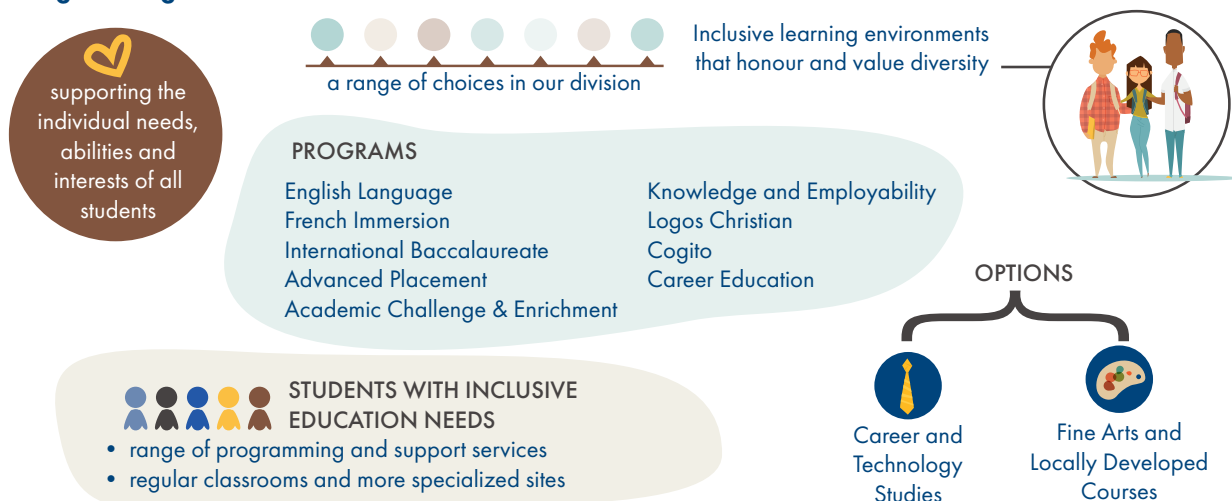 supporting the
individual needs,
abilities and
interests of all
students
a range of choices in our division
Inclusive learning environments
that honour and value diversity
PROGRAMS
English Language
French Immersion
International Baccalaureate
Advanced Placement
Academic Challenge & Enrichment
Knowledge and Employability
Logos Christian
Cogito
Career Education
OPTIONS
Career and
Technology
Studies
Fine Arts and
Locally Developed
Courses
STUDENTS WITH INCLUSIVE
EDUCATION NEEDS
• range of programming and support services
• regular classrooms and more specialized sites